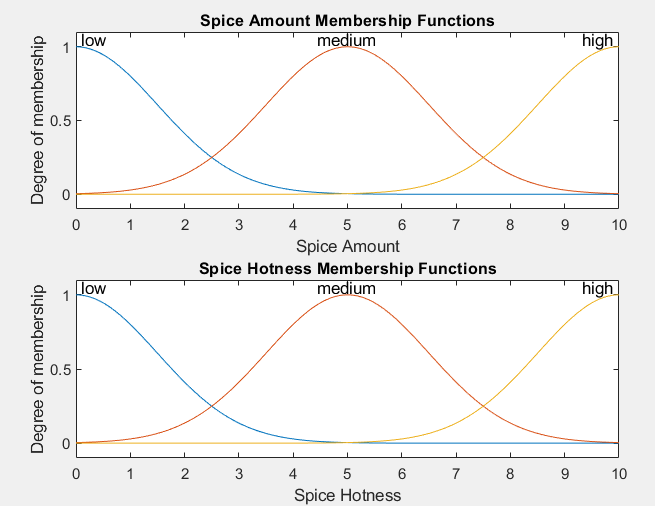 Spice Amount Membership Functions
low medium high
Degree of membership
1
0.5
0
0 1 2 3 4 5 6 7 8 9 10
Spice Amount
Spice Hotness Membership Functions
low medium high
Degree of membership
1
0.5
0
0 1 2 3 4 5 6 7 8 9 10
Spice Hotness